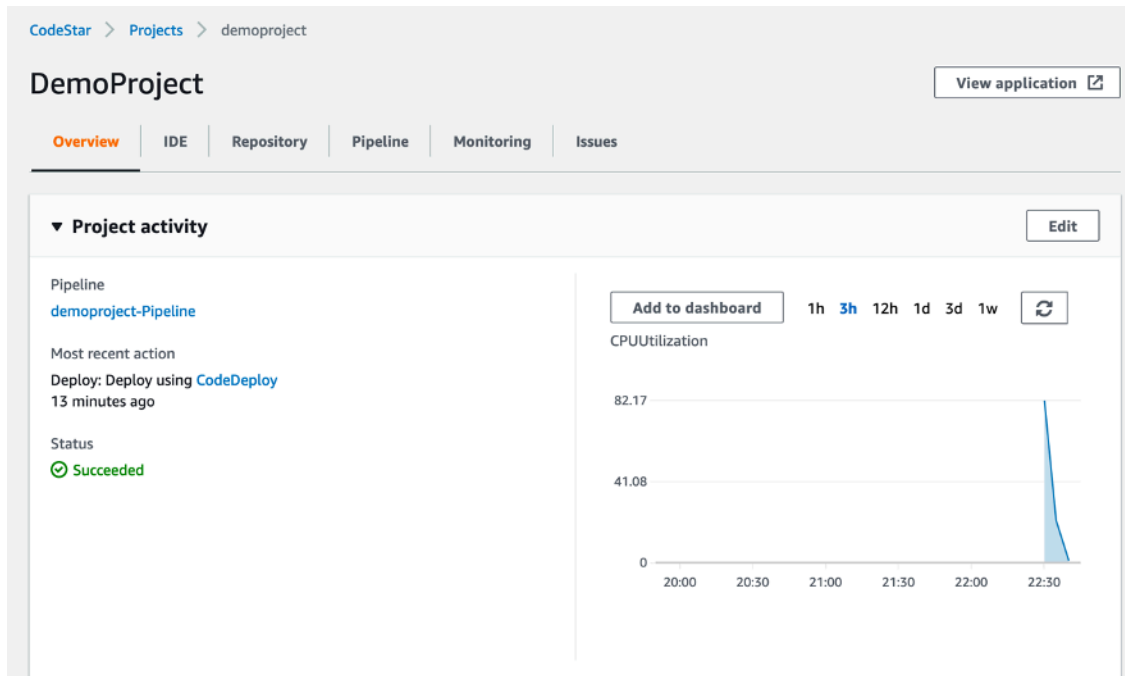 CodeStar > Projects > demoproject
DemoProject
View application
Overview IDE Repository Pipeline Monitoring Issues
Project activity
Edit
Pipeline
demoproject-Pipeline
Most recent action
Deploy: Deploy using CodeDeploy
13 minutes ago
Status
Succeeded
Add to dashboard 1h 3h 12h 1d 3d 1w
CPUUtilization
82.17
41.08
0
20:00 20:30 21:00 21:30 22:00 22:30